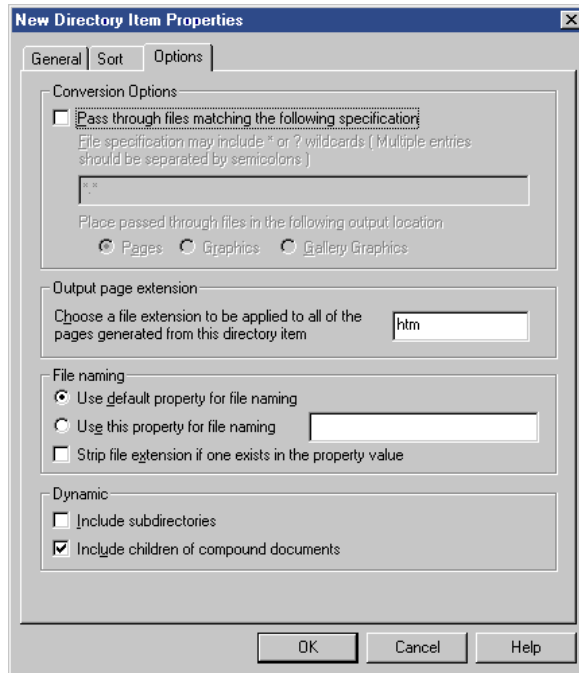 New Directory Item Properties
General Sort Options
Conversion Options
Pass through files matching the following specification
File specification may include * or ? wildcards ( Multiple entries
should be separated by semicolons )
*.*
Place passed through files in the following output location
Pages Graphics Gallery Graphics
Output page extension
Choose a file extension to be applied to all of the
pages generated from this directory item
htm
File naming
Use default property for file naming
Use this property for file naming
Strip file extension if one exists in the property value
Dynamic
Include subdirectories
Include children of compound documents
OK Cancel Help